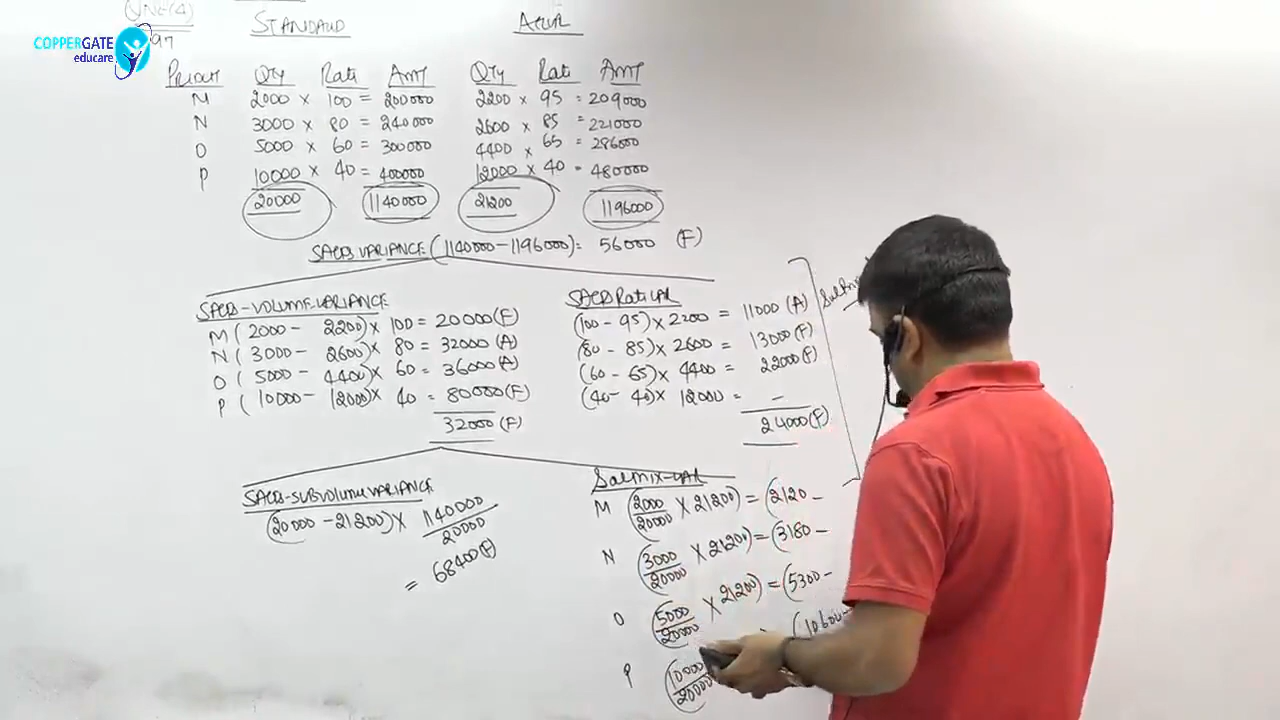 COPPERGATE
educare
STANDARD
QTY Rate AMT QTY Rate AMT
M 2000 × 100 = 200000 2200 × 95 = 209000
N 3000 × 80 = 240000 2600 × 85 = 221000
O 5000 × 60 = 300000 4400 × 65 = 286000
P 10000 × 40 = 400000 12000 × 40 = 480000
20000 1140000 21200 1196000
SALES VARIANCE (1140000 - 1196000) = 56000 (F)
SALES-VOLUME VARIANCE
M (2000 - 2200) × 100 = 20000 (F)
N (3000 - 2600) × 80 = 32000 (A)
O (5000 - 4400) × 60 = 36000 (A)
P (10000 - 12000) × 40 = 80000 (F)
32000 (F)
SALES Rate VAR
(100 - 95) × 2200 = 11000 (A)
(80 - 85) × 2600 = 13000 (F)
(60 - 65) × 4400 = 22000 (F)
(40 - 40) × 12000 = -
24000 (F)
SALES-SUBVOLUME VARIANCE
(20000 - 21200) × 1140000
20000
= 68400 (F)
M (2000/20000 × 21200) = (2120 -
N (3000/20000 × 21200) = (3180 -
O (5000/20000 × 21200) = (5300 -
P (10000/20000 (10600 -